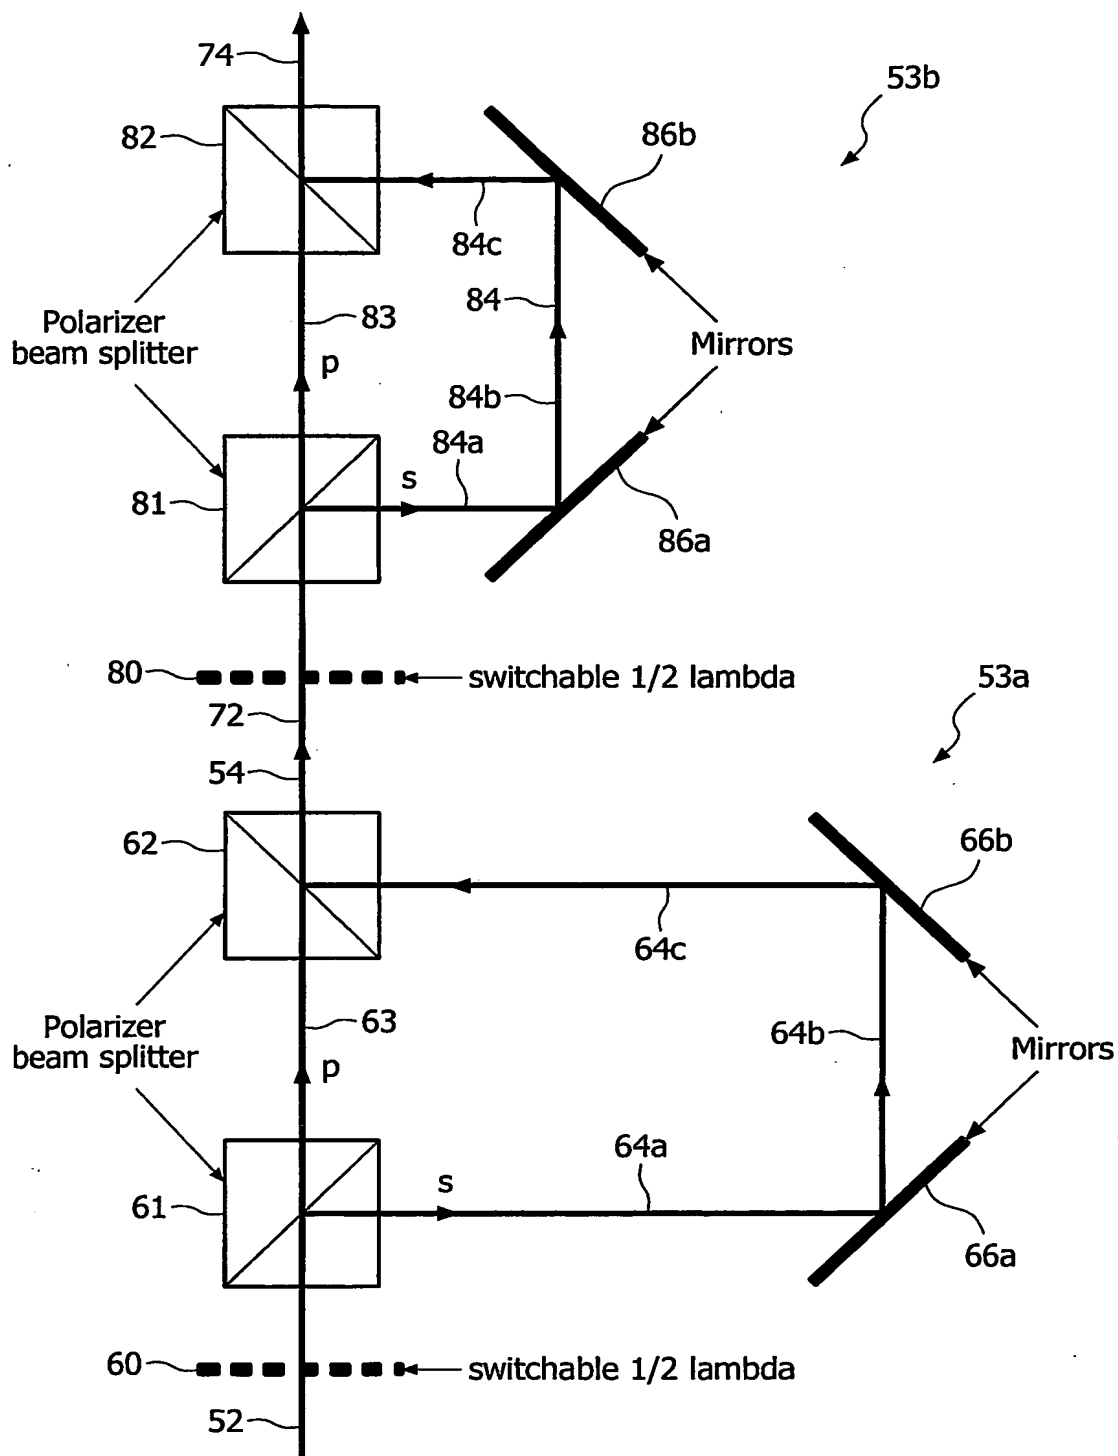 74
53b
82
86b
84c
84
83
Polarizer
beam splitter
Mirrors
p
84b
84a
s
81
86a
80
switchable 1/2 lambda
53a
72
54
62
66b
64c
63
64b
Polarizer
beam splitter
Mirrors
p
64a
s
61
66a
60
switchable 1/2 lambda
52